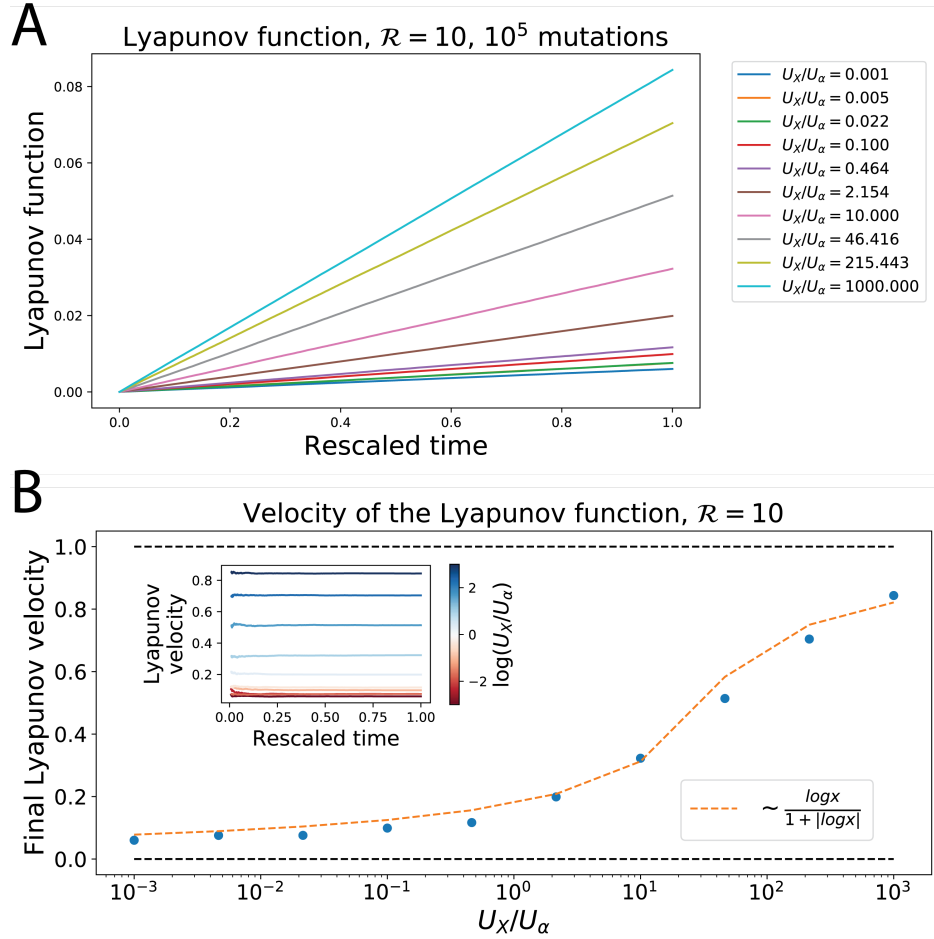 A
Lyapunov function, ℛ = 10, 10⁵ mutations
Lyapunov function
0.08
0.06
0.04
0.02
0.00
0.0 0.2 0.4 0.6 0.8 1.0
Rescaled time
U_X/U_α = 0.001
U_X/U_α = 0.005
U_X/U_α = 0.022
U_X/U_α = 0.100
U_X/U_α = 0.464
U_X/U_α = 2.154
U_X/U_α = 10.000
U_X/U_α = 46.416
U_X/U_α = 215.443
U_X/U_α = 1000.000
B
Velocity of the Lyapunov function, ℛ = 10
Final Lyapunov velocity
1.0
0.8
0.6
0.4
0.2
0.0
10⁻³ 10⁻² 10⁻¹ 10⁰ 10¹ 10² 10³
U_X/U_α
Lyapunov
velocity
0.8
0.6
0.4
0.2
0.00 0.25 0.50 0.75 1.00
Rescaled time
2
0
−2
log(U_X/U_α)
~ logx / 1 + |logx|